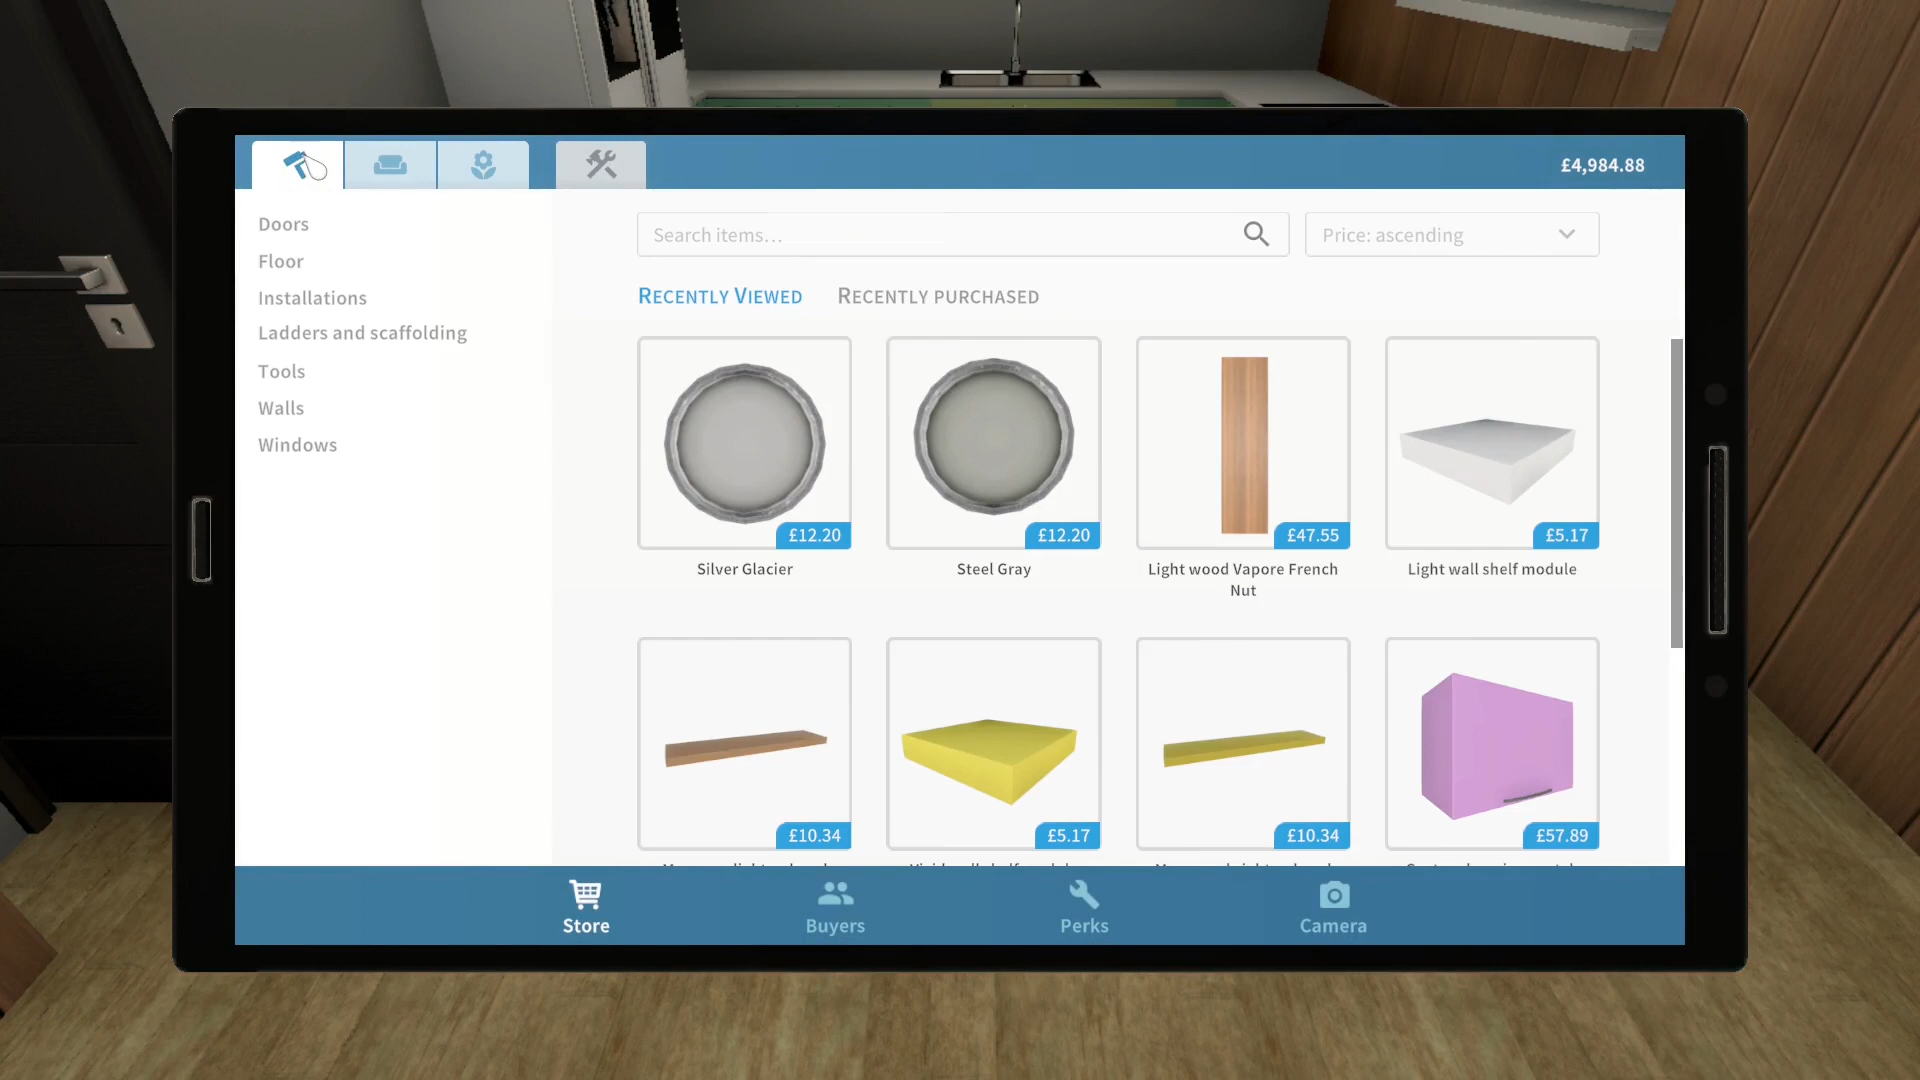 £4,984.88
Doors
Floor
Installations
Ladders and scaffolding
Tools
Walls
Windows
Search items...
Price: ascending
RECENTLY VIEWED
RECENTLY PURCHASED
£12.20
£12.20
£47.55
£5.17
Silver Glacier
Steel Gray
Light wood Vapore French
Nut
Light wall shelf module
£10.34
£5.17
£10.34
£57.89
Store
Buyers
Perks
Camera